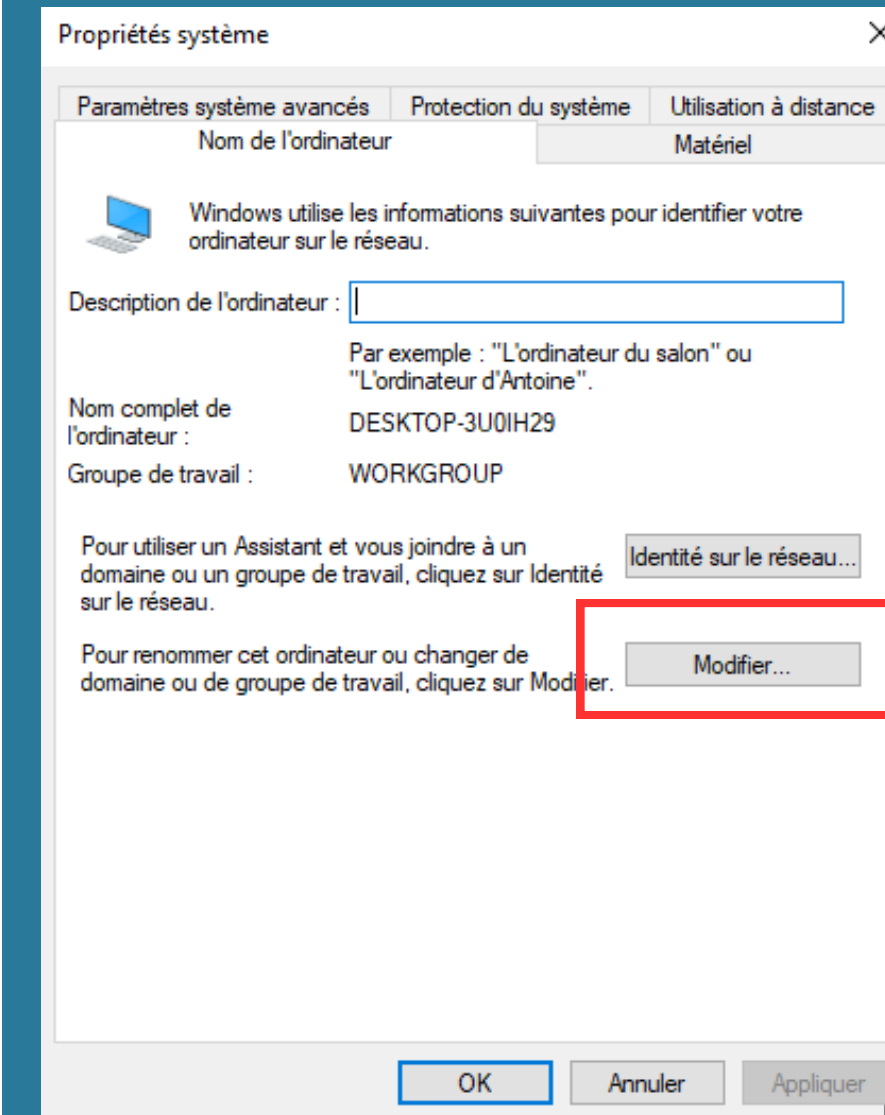 Propriétés système
Paramètres système avancés
Protection du système
Utilisation à distance
Nom de l'ordinateur
Matériel
Windows utilise les informations suivantes pour identifier votre
ordinateur sur le réseau.
Description de l'ordinateur :
Par exemple : "L'ordinateur du salon" ou
"L'ordinateur d'Antoine".
Nom complet de
l'ordinateur :
DESKTOP-3U0IH29
Groupe de travail :
WORKGROUP
Pour utiliser un Assistant et vous joindre à un
domaine ou un groupe de travail, cliquez sur Identité
sur le réseau.
Identité sur le réseau...
Pour renommer cet ordinateur ou changer de
domaine ou de groupe de travail, cliquez sur Modifier.
Modifier...
OK
Annuler
Appliquer